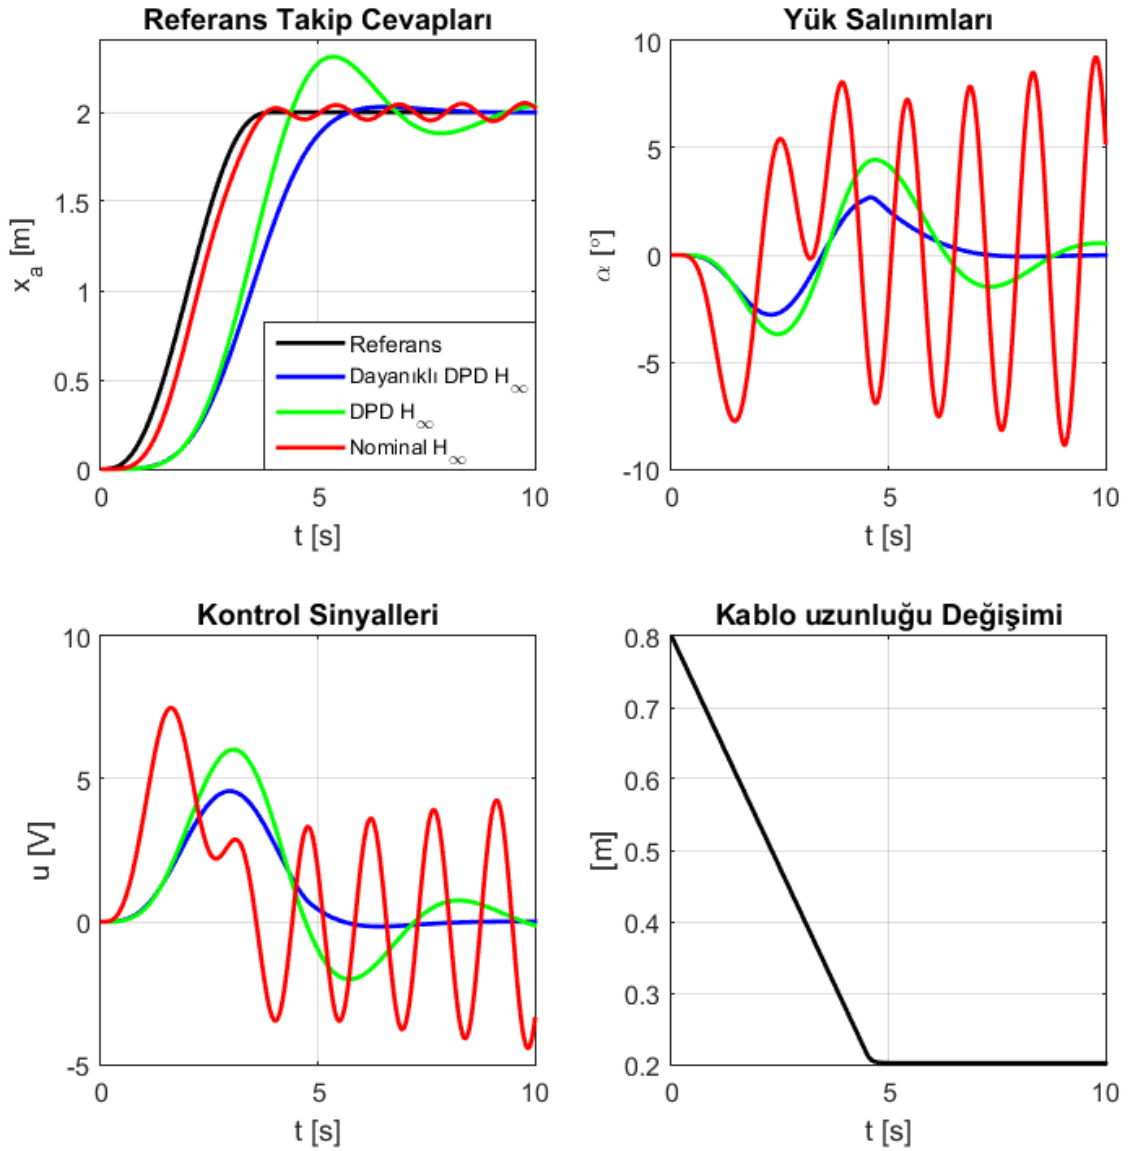 Referans Takip Cevapları
x_a [m]
2
1.5
1
0.5
0
Referans
Dayanıklı DPD H_∞
DPD H_∞
Nominal H_∞
0 5 10
t [s]
Yük Salınımları
α [°]
10
5
0
-5
-10
0 5 10
t [s]
Kontrol Sinyalleri
u [V]
10
5
0
-5
0 5 10
t [s]
Kablo uzunluğu Değişimi
[m]
0.8
0.7
0.6
0.5
0.4
0.3
0.2
0 5 10
t [s]